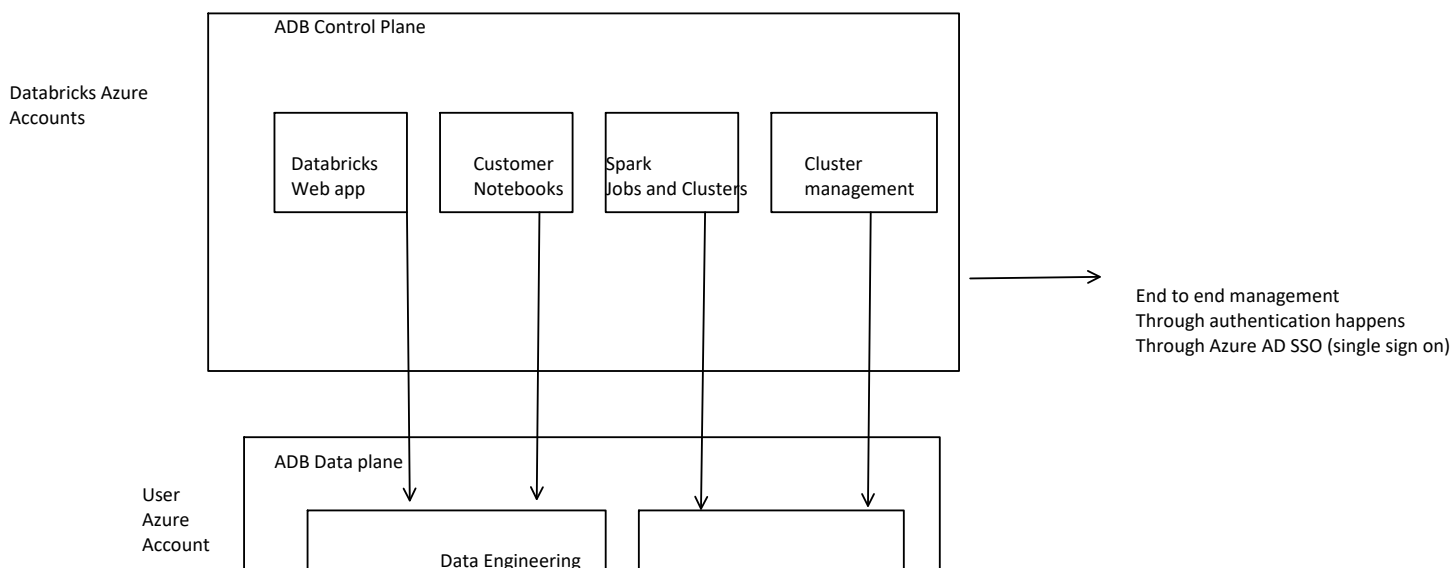 ADB Control Plane
Databricks Azure
Accounts
Databricks
Web app
Customer
Notebooks
Spark
Jobs and Clusters
Cluster
management
End to end management
Through authentication happens
Through Azure AD SSO (single sign on)
ADB Data plane
User
Azure
Account
Data Engineering